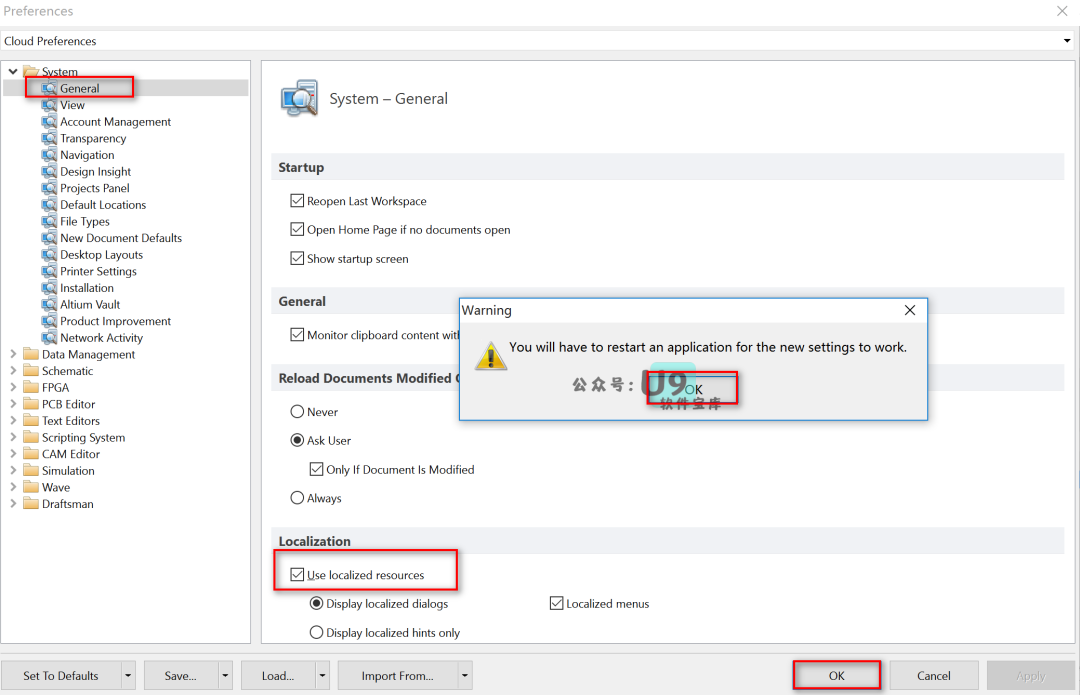 Preferences
Cloud Preferences
System
General
View
Account Management
Transparency
Navigation
Design Insight
Projects Panel
Default Locations
File Types
New Document Defaults
Desktop Layouts
Printer Settings
Installation
Altium Vault
Product Improvement
Network Activity
Data Management
Schematic
FPGA
PCB Editor
Text Editors
Scripting System
CAM Editor
Simulation
Wave
Draftsman
System – General
Startup
Reopen Last Workspace
Open Home Page if no documents open
Show startup screen
General
Monitor clipboard content
Reload Documents Modified
Never
Ask User
Only If Document Is Modified
Always
Localization
Use localized resources
Display localized dialogs
Localized menus
Display localized hints only
Warning
You will have to restart an application for the new settings to work.
公众号：U9
软件宝库
OK
Set To Defaults
Save...
Load...
Import From...
OK
Cancel
Apply